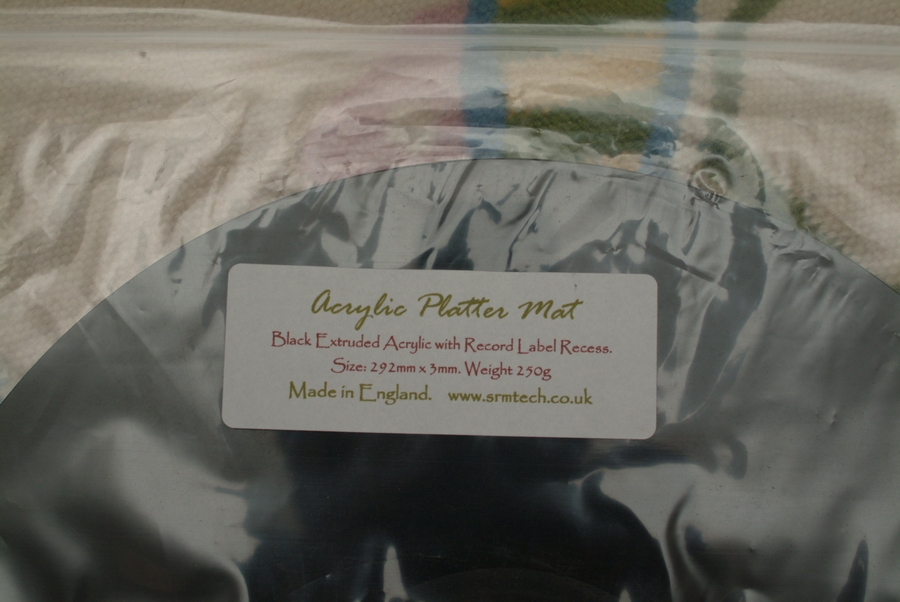 Acrylic Platter Mat
Black Extruded Acrylic with Record Label Recess.
Size: 292mm x 3mm. Weight 250g
Made in England. www.srmtech.co.uk